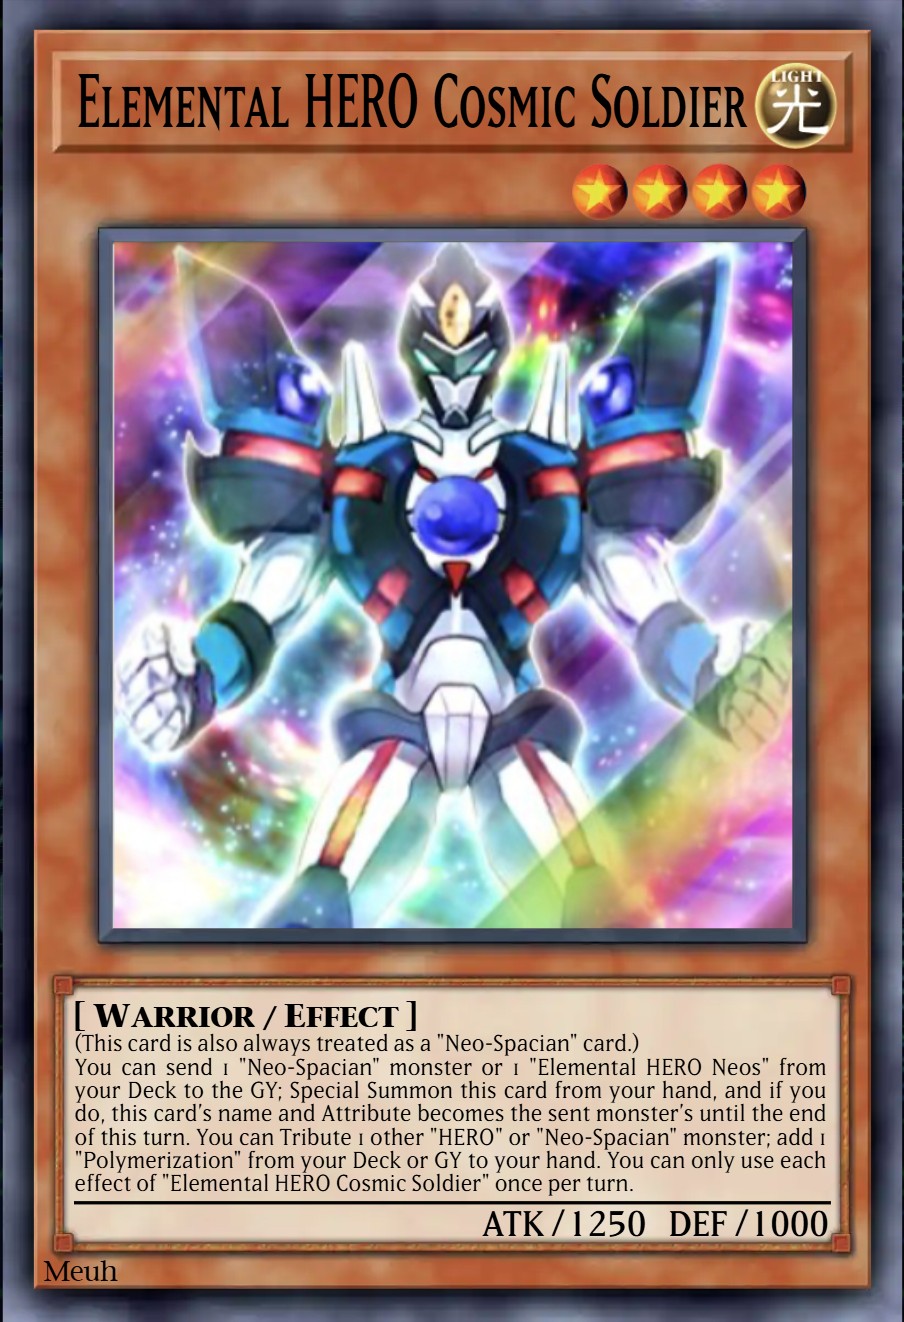 Elemental HERO Cosmic Soldier
LIGHT
光
[ Warrior / Effect ]
(This card is also always treated as a "Neo-Spacian" card.)
You can send 1 "Neo-Spacian" monster or 1 "Elemental HERO Neos" from
your Deck to the GY; Special Summon this card from your hand, and if you
do, this card's name and Attribute becomes the sent monster's until the end
of this turn. You can Tribute 1 other "HERO" or "Neo-Spacian" monster; add 1
"Polymerization" from your Deck or GY to your hand. You can only use each
effect of "Elemental HERO Cosmic Soldier" once per turn.
ATK/1250 DEF/1000
Meuh